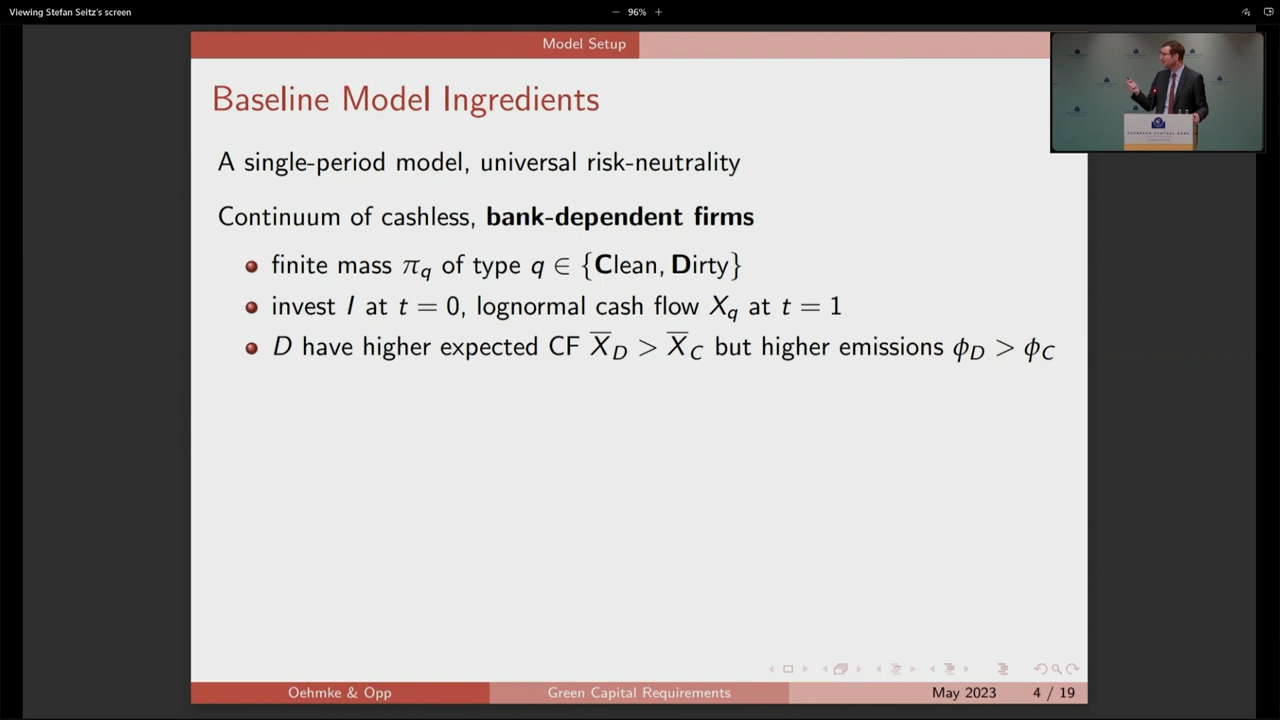 Viewing Stefan Seitz's screen
− 96% +
Model Setup
Baseline Model Ingredients
A single-period model, universal risk-neutrality
Continuum of cashless, bank-dependent firms
finite mass π_q of type q ∈ {Clean, Dirty}
invest I at t = 0, lognormal cash flow X_q at t = 1
D have higher expected CF X̅_D > X̅_C but higher emissions ϕ_D > ϕ_C
EUROPEAN CENTRAL BANK
Oehmke & Opp
Green Capital Requirements
May 2023
4 / 19